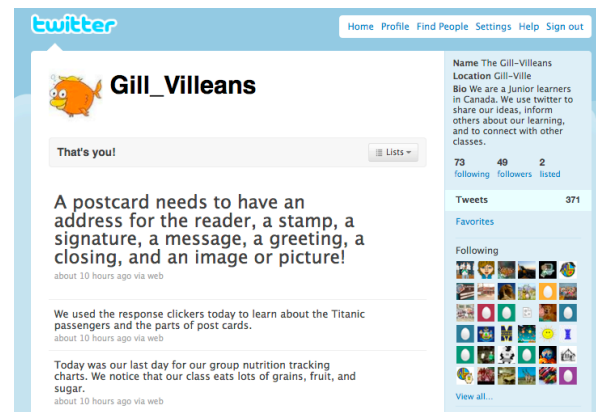 twitter
Home Profile Find People Settings Help Sign out
Gill_Villeans
That's you!
Lists
A postcard needs to have an
address for the reader, a stamp, a
signature, a message, a greeting, a
closing, and an image or picture!
about 10 hours ago via web
We used the response clickers today to learn about the Titanic
passengers and the parts of post cards.
about 10 hours ago via web
Today was our last day for our group nutrition tracking
charts. We notice that our class eats lots of grains, fruit, and
sugar.
about 10 hours ago via web
Name The Gill-Villeans
Location Gill-Ville
Bio We are a Junior learners
in Canada. We use twitter to
share our ideas, inform
others about our learning,
and to connect with other
classes.
73 49 2
following followers listed
Tweets 371
Favorites
Following
View all...